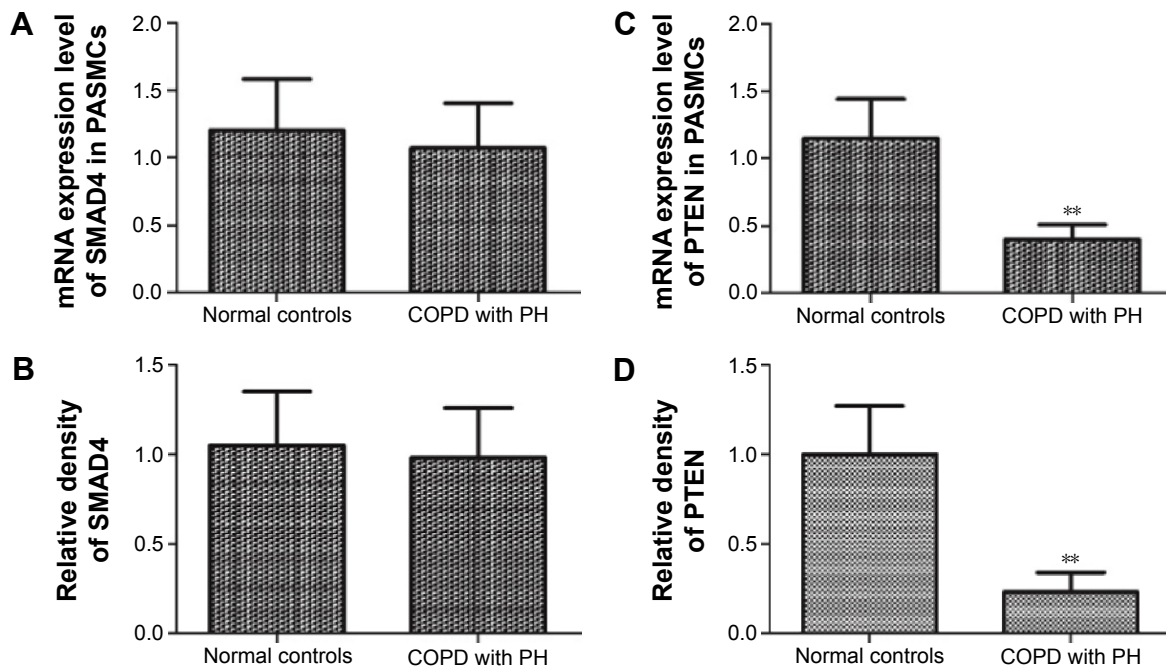 A
mRNA expression level
of SMAD4 in PASMCs
2.0
1.5
1.0
0.5
0.0
Normal controls
COPD with PH
C
mRNA expression level
of PTEN in PASMCs
2.0
1.5
1.0
0.5
0.0
**
Normal controls
COPD with PH
B
Relative density
of SMAD4
1.5
1.0
0.5
0.0
Normal controls
COPD with PH
D
Relative density
of PTEN
1.5
1.0
0.5
0.0
**
Normal controls
COPD with PH